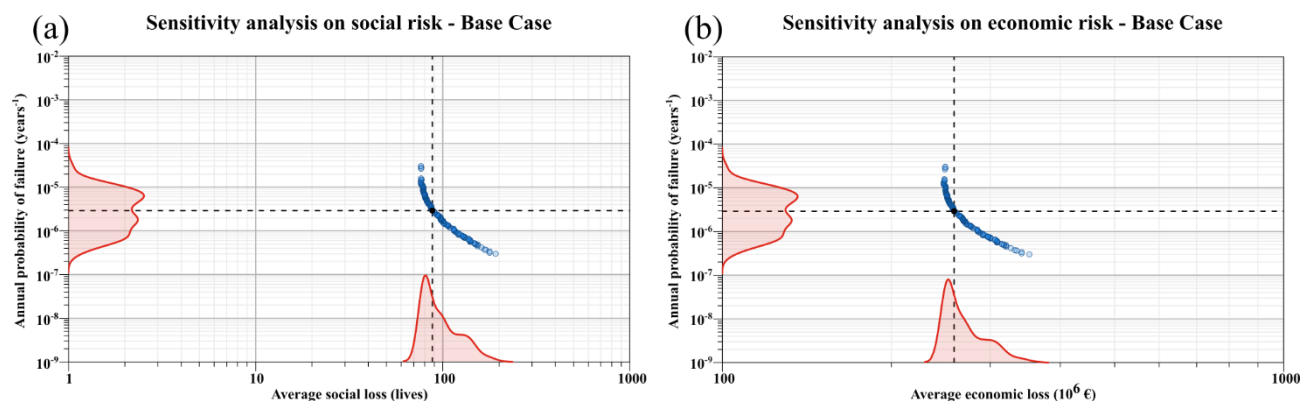 (a) Sensitivity analysis on social risk - Base Case
Annual probability of failure (years⁻¹)
10⁻²
10⁻³
10⁻⁴
10⁻⁵
10⁻⁶
10⁻⁷
10⁻⁸
10⁻⁹
1 10 100 1000
Average social loss (lives)
(b) Sensitivity analysis on economic risk - Base Case
Annual probability of failure (years⁻¹)
10⁻²
10⁻³
10⁻⁴
10⁻⁵
10⁻⁶
10⁻⁷
10⁻⁸
10⁻⁹
100 1000
Average economic loss (10⁶ €)